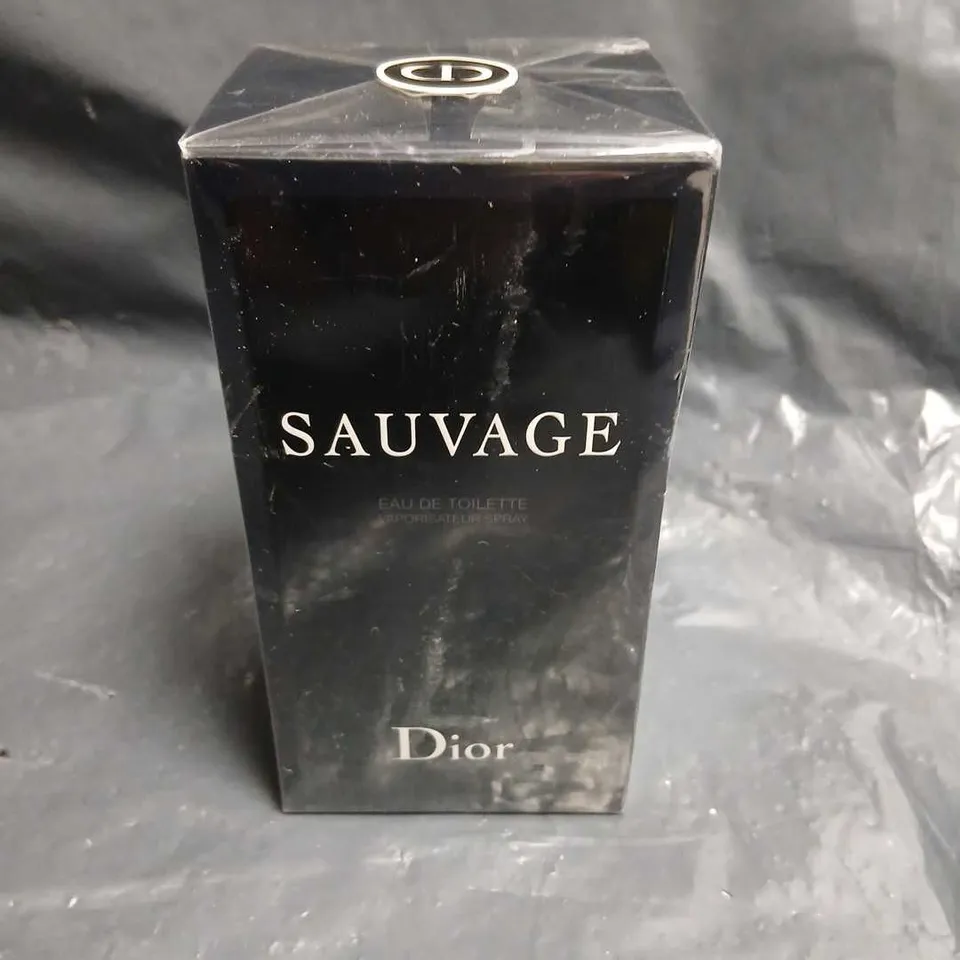 SAUVAGE
EAU DE TOILETTE
VAPORISATEUR SPRAY
Dior